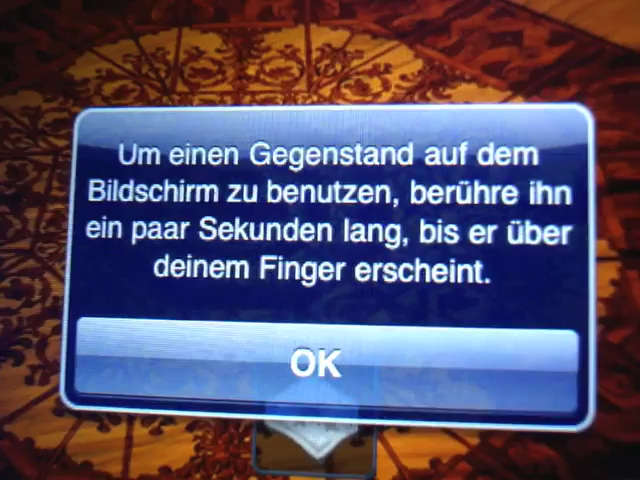 Um einen Gegenstand auf dem
Bildschirm zu benutzen, berühre ihn
ein paar Sekunden lang, bis er über
deinem Finger erscheint.
OK